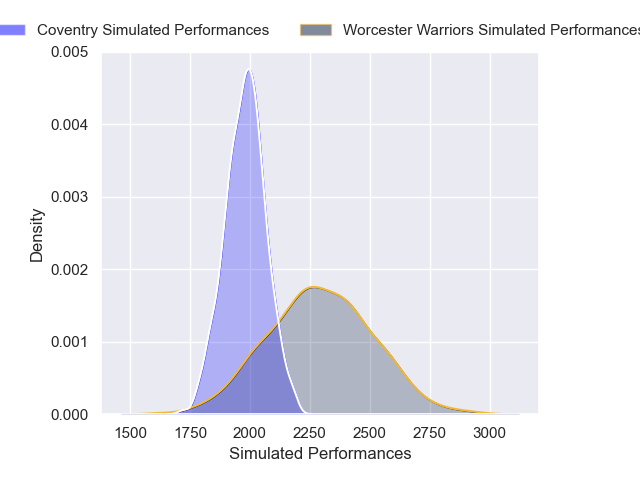 Coventry Simulated Performances Worcester Warriors Simulated Performances
0.005
0.004
0.003
0.002
0.001
0.000
Density
1500 1750 2000 2250 2500 2750 3000
Simulated Performances